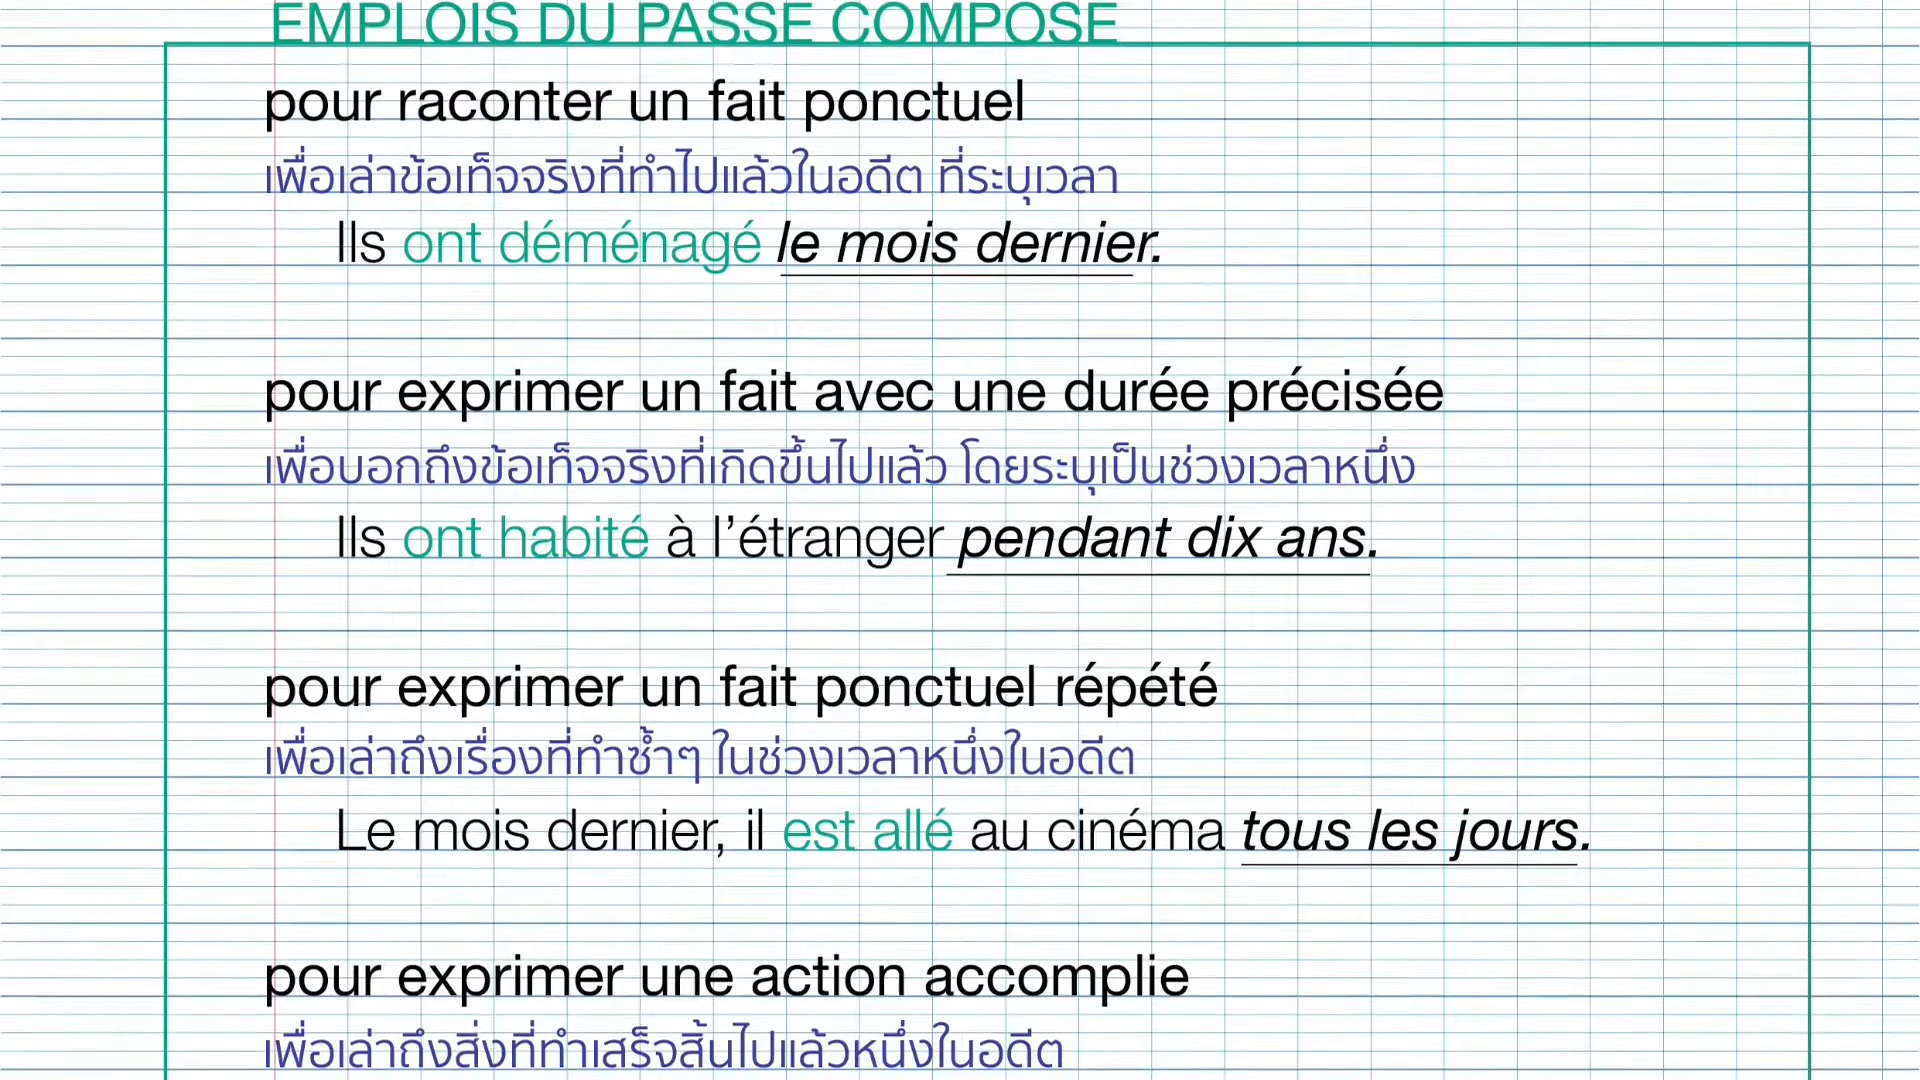 EMPLOIS DU PASSÉ COMPOSÉ
pour raconter un fait ponctuel
เพื่อเล่าข้อเท็จจริงที่ทำไปแล้วในอดีต ที่ระบุเวลา
Ils ont déménagé le mois dernier.
pour exprimer un fait avec une durée précisée
เพื่อบอกถึงข้อเท็จจริงที่เกิดขึ้นไปแล้ว โดยระบุเป็นช่วงเวลาหนึ่ง
Ils ont habité à l’étranger pendant dix ans.
pour exprimer un fait ponctuel répété
เพื่อเล่าถึงเรื่องที่ทำซ้ำๆ ในช่วงเวลาหนึ่งในอดีต
Le mois dernier, il est allé au cinéma tous les jours.
pour exprimer une action accomplie
เพื่อเล่าถึงสิ่งที่ทำเสร็จสิ้นไปแล้วหนึ่งในอดีต